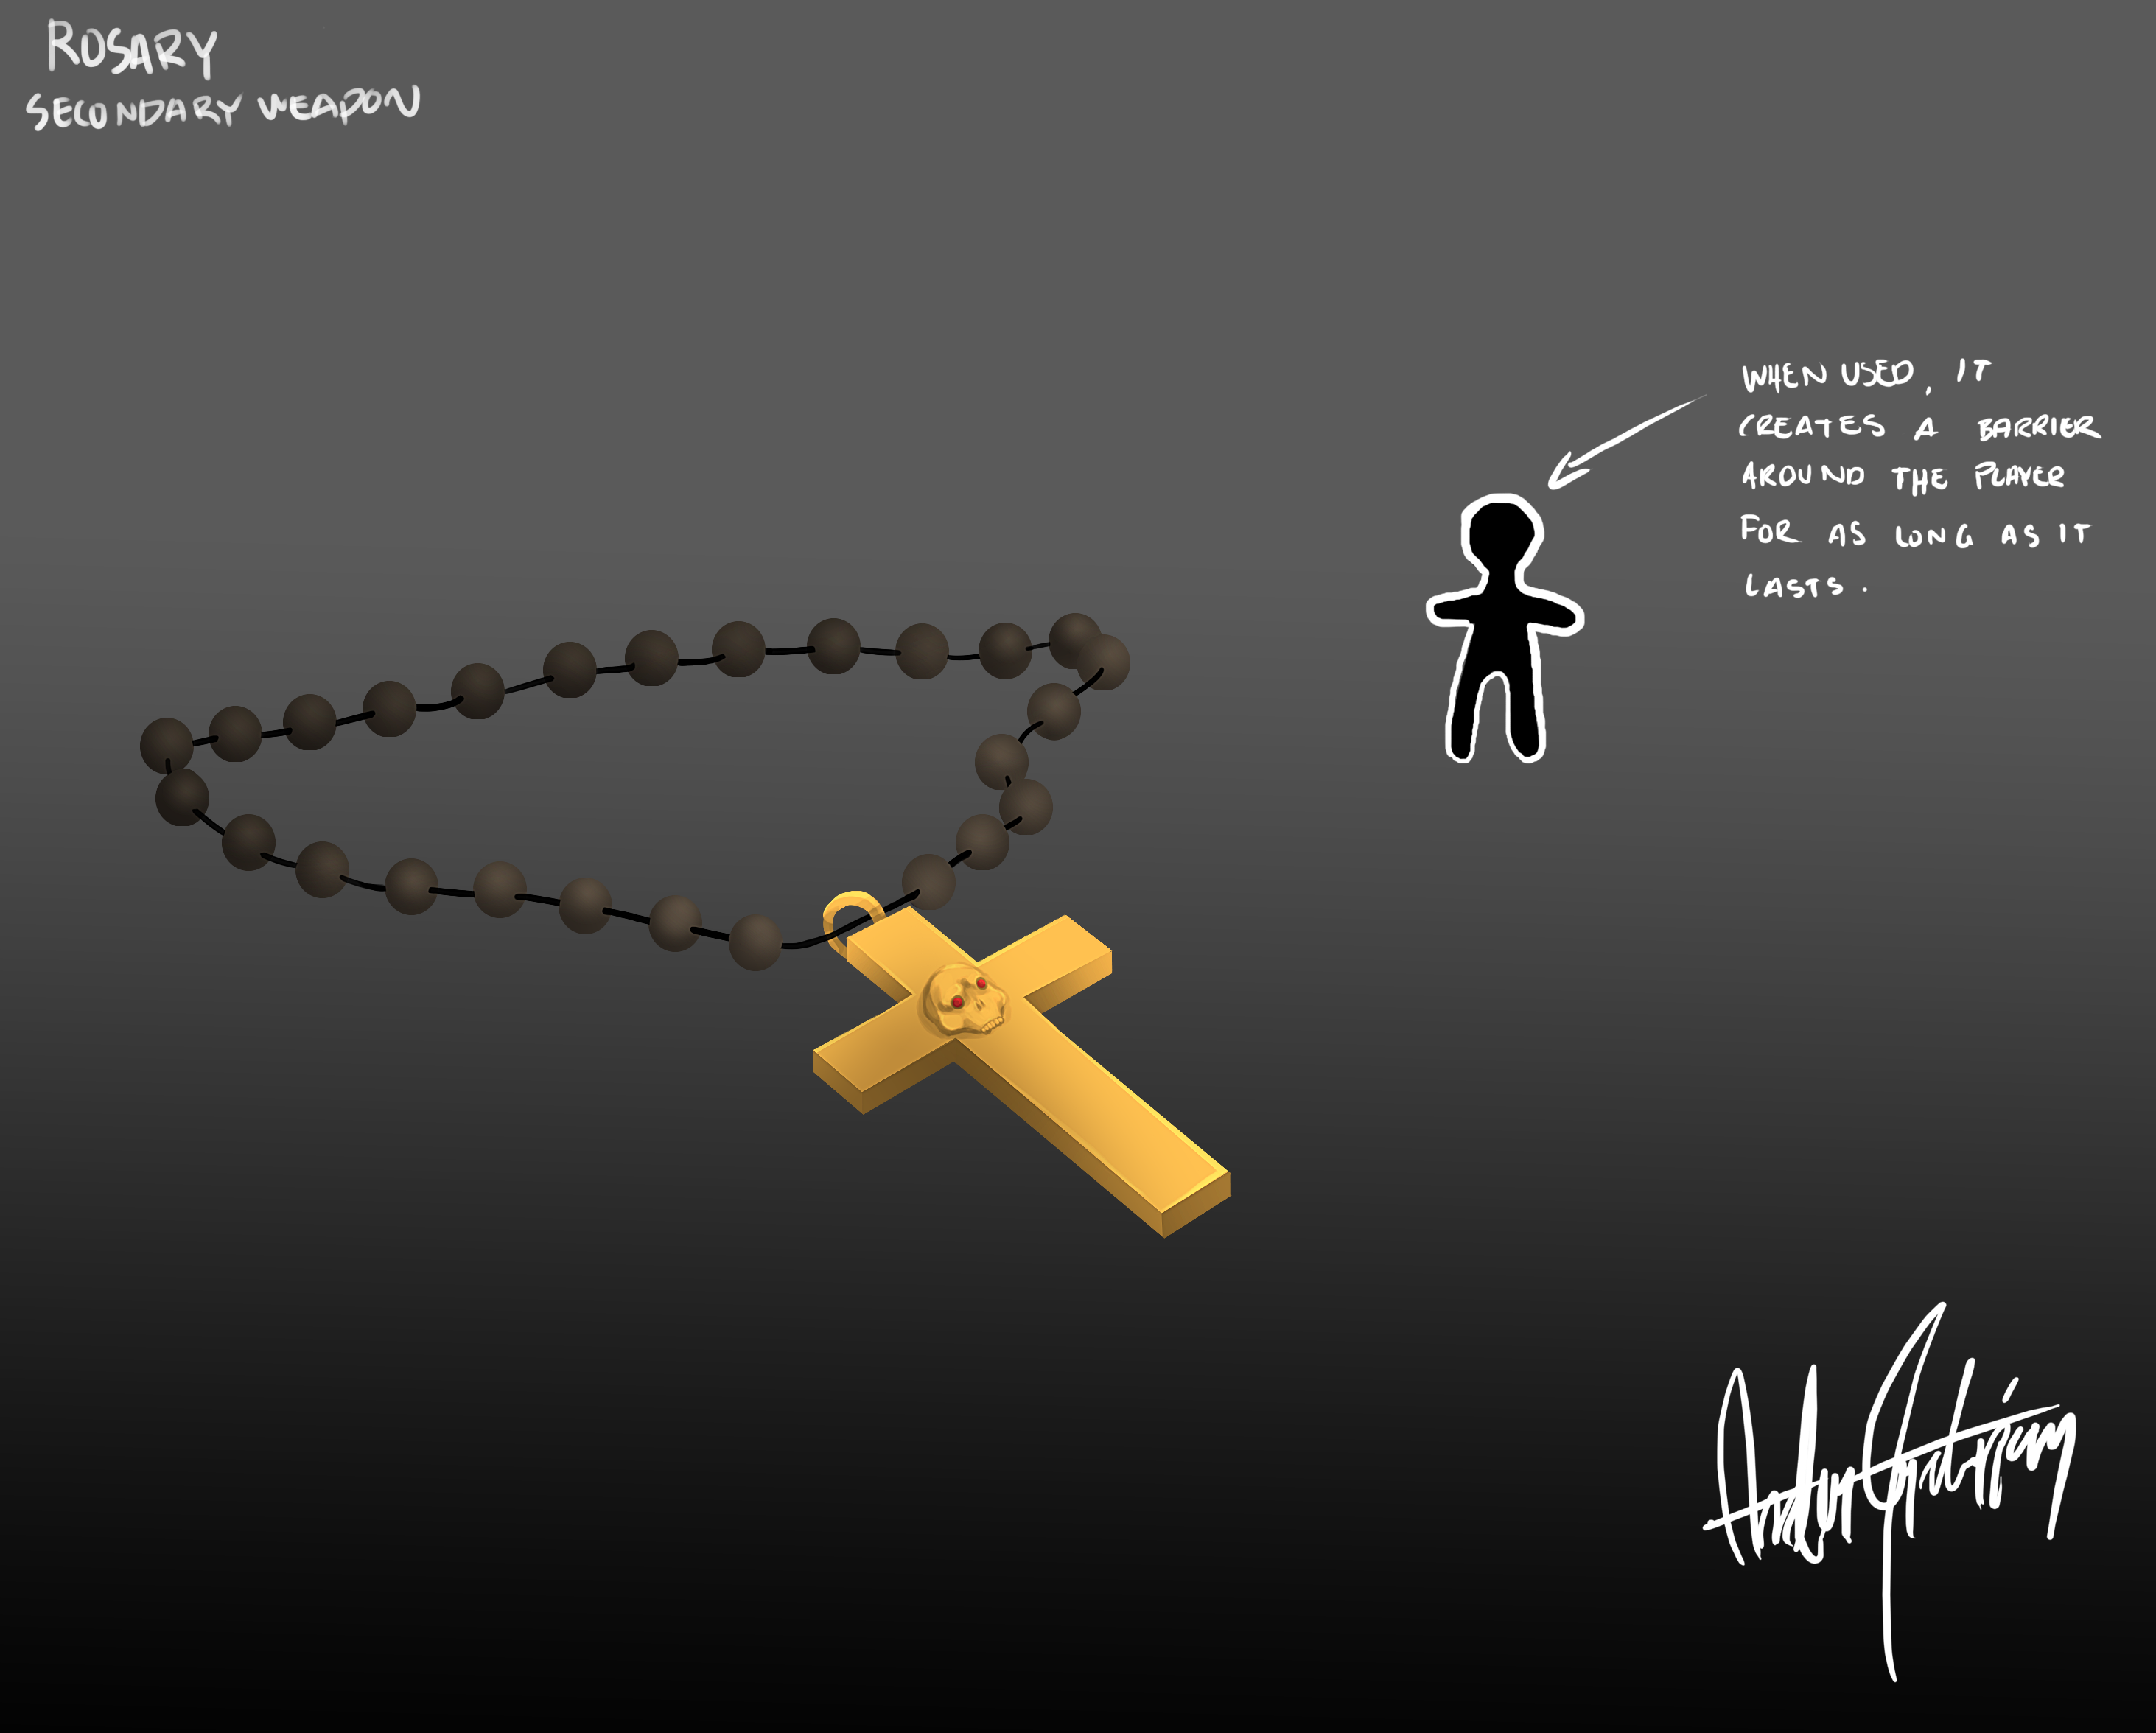 ROSARY
SECONDARY WEAPON
WHEN USED, IT
CREATES A BARRIER
AROUND THE PLAYER
FOR AS LONG AS IT
LASTS.